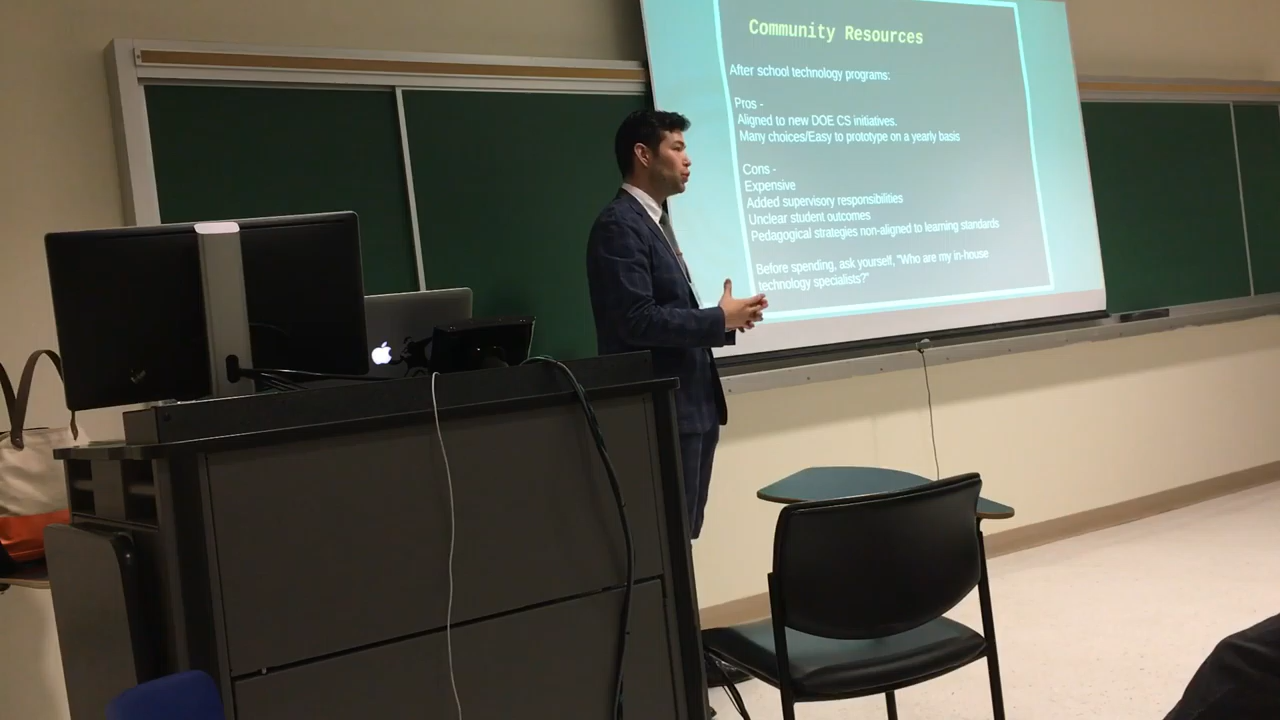 Community Resources
After school technology programs:
Pros -
Aligned to new DOE CS initiatives.
Many choices/Easy to prototype on a yearly basis
Cons -
Expensive
Added supervisory responsibilities
Unclear student outcomes
Pedagogical strategies non-aligned to learning standards
Before spending, ask yourself, "Who are my in-house
technology specialists?"